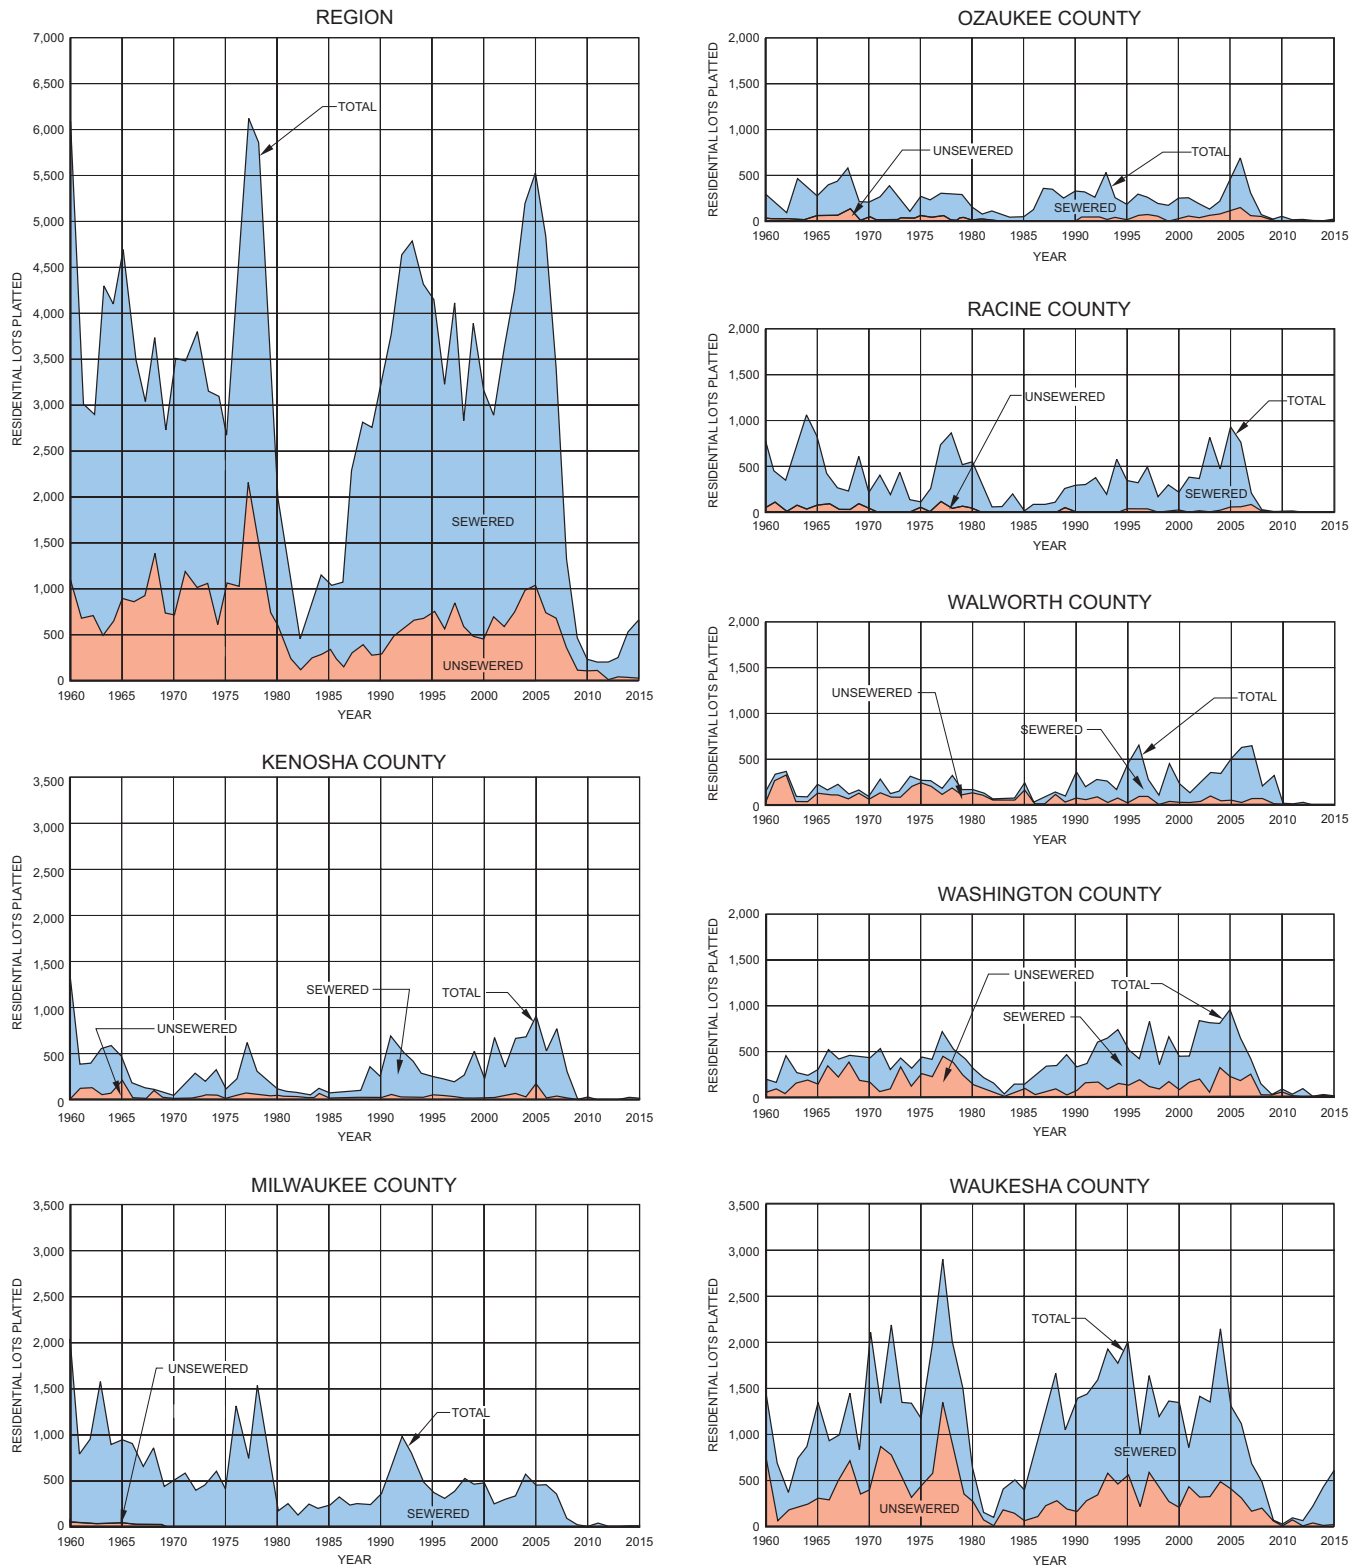 REGION
7,000
6,500
6,000
5,500
5,000
4,500
4,000
3,500
3,000
2,500
2,000
1,500
1,000
500
0
RESIDENTIAL LOTS PLATTED
TOTAL
SEWERED
UNSEWERED
1960 1965 1970 1975 1980 1985 1990 1995 2000 2005 2010 2015
YEAR
KENOSHA COUNTY
3,500
3,000
2,500
2,000
1,500
1,000
500
0
RESIDENTIAL LOTS PLATTED
SEWERED
TOTAL
UNSEWERED
1960 1965 1970 1975 1980 1985 1990 1995 2000 2005 2010 2015
YEAR
MILWAUKEE COUNTY
3,500
3,000
2,500
2,000
1,500
1,000
500
0
RESIDENTIAL LOTS PLATTED
UNSEWERED
TOTAL
SEWERED
1960 1965 1970 1975 1980 1985 1990 1995 2000 2005 2010 2015
YEAR
OZAUKEE COUNTY
2,000
1,500
1,000
500
0
RESIDENTIAL LOTS PLATTED
UNSEWERED
TOTAL
SEWERED
1960 1965 1970 1975 1980 1985 1990 1995 2000 2005 2010 2015
YEAR
RACINE COUNTY
2,000
1,500
1,000
500
0
RESIDENTIAL LOTS PLATTED
UNSEWERED
TOTAL
SEWERED
1960 1965 1970 1975 1980 1985 1990 1995 2000 2005 2010 2015
YEAR
WALWORTH COUNTY
2,000
1,500
1,000
500
0
RESIDENTIAL LOTS PLATTED
UNSEWERED
TOTAL
SEWERED
1960 1965 1970 1975 1980 1985 1990 1995 2000 2005 2010 2015
YEAR
WASHINGTON COUNTY
2,000
1,500
1,000
500
0
RESIDENTIAL LOTS PLATTED
UNSEWERED
TOTAL
SEWERED
1960 1965 1970 1975 1980 1985 1990 1995 2000 2005 2010 2015
YEAR
WAUKESHA COUNTY
3,500
3,000
2,500
2,000
1,500
1,000
500
0
RESIDENTIAL LOTS PLATTED
TOTAL
SEWERED
UNSEWERED
1960 1965 1970 1975 1980 1985 1990 1995 2000 2005 2010 2015
YEAR